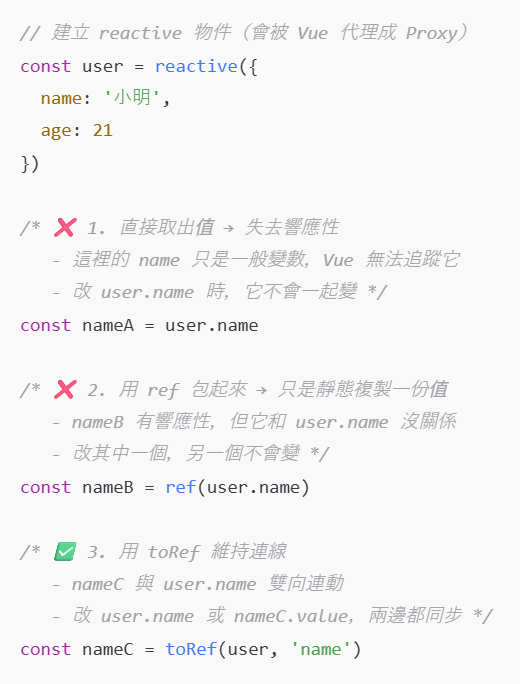 // 建立 reactive 物件（會被 Vue 代理成 Proxy）
const user = reactive({
  name: '小明',
  age: 21
})

/* ❌ 1. 直接取出值 → 失去響應性
   - 這裡的 name 只是一般變數，Vue 無法追蹤它
   - 改 user.name 時，它不會一起變 */
const nameA = user.name

/* ❌ 2. 用 ref 包起來 → 只是靜態複製一份值
   - nameB 有響應性，但它和 user.name 沒關係
   - 改其中一個，另一個不會變 */
const nameB = ref(user.name)

/* ✅ 3. 用 toRef 維持連線
   - nameC 與 user.name 雙向連動
   - 改 user.name 或 nameC.value，兩邊都同步 */
const nameC = toRef(user, 'name')